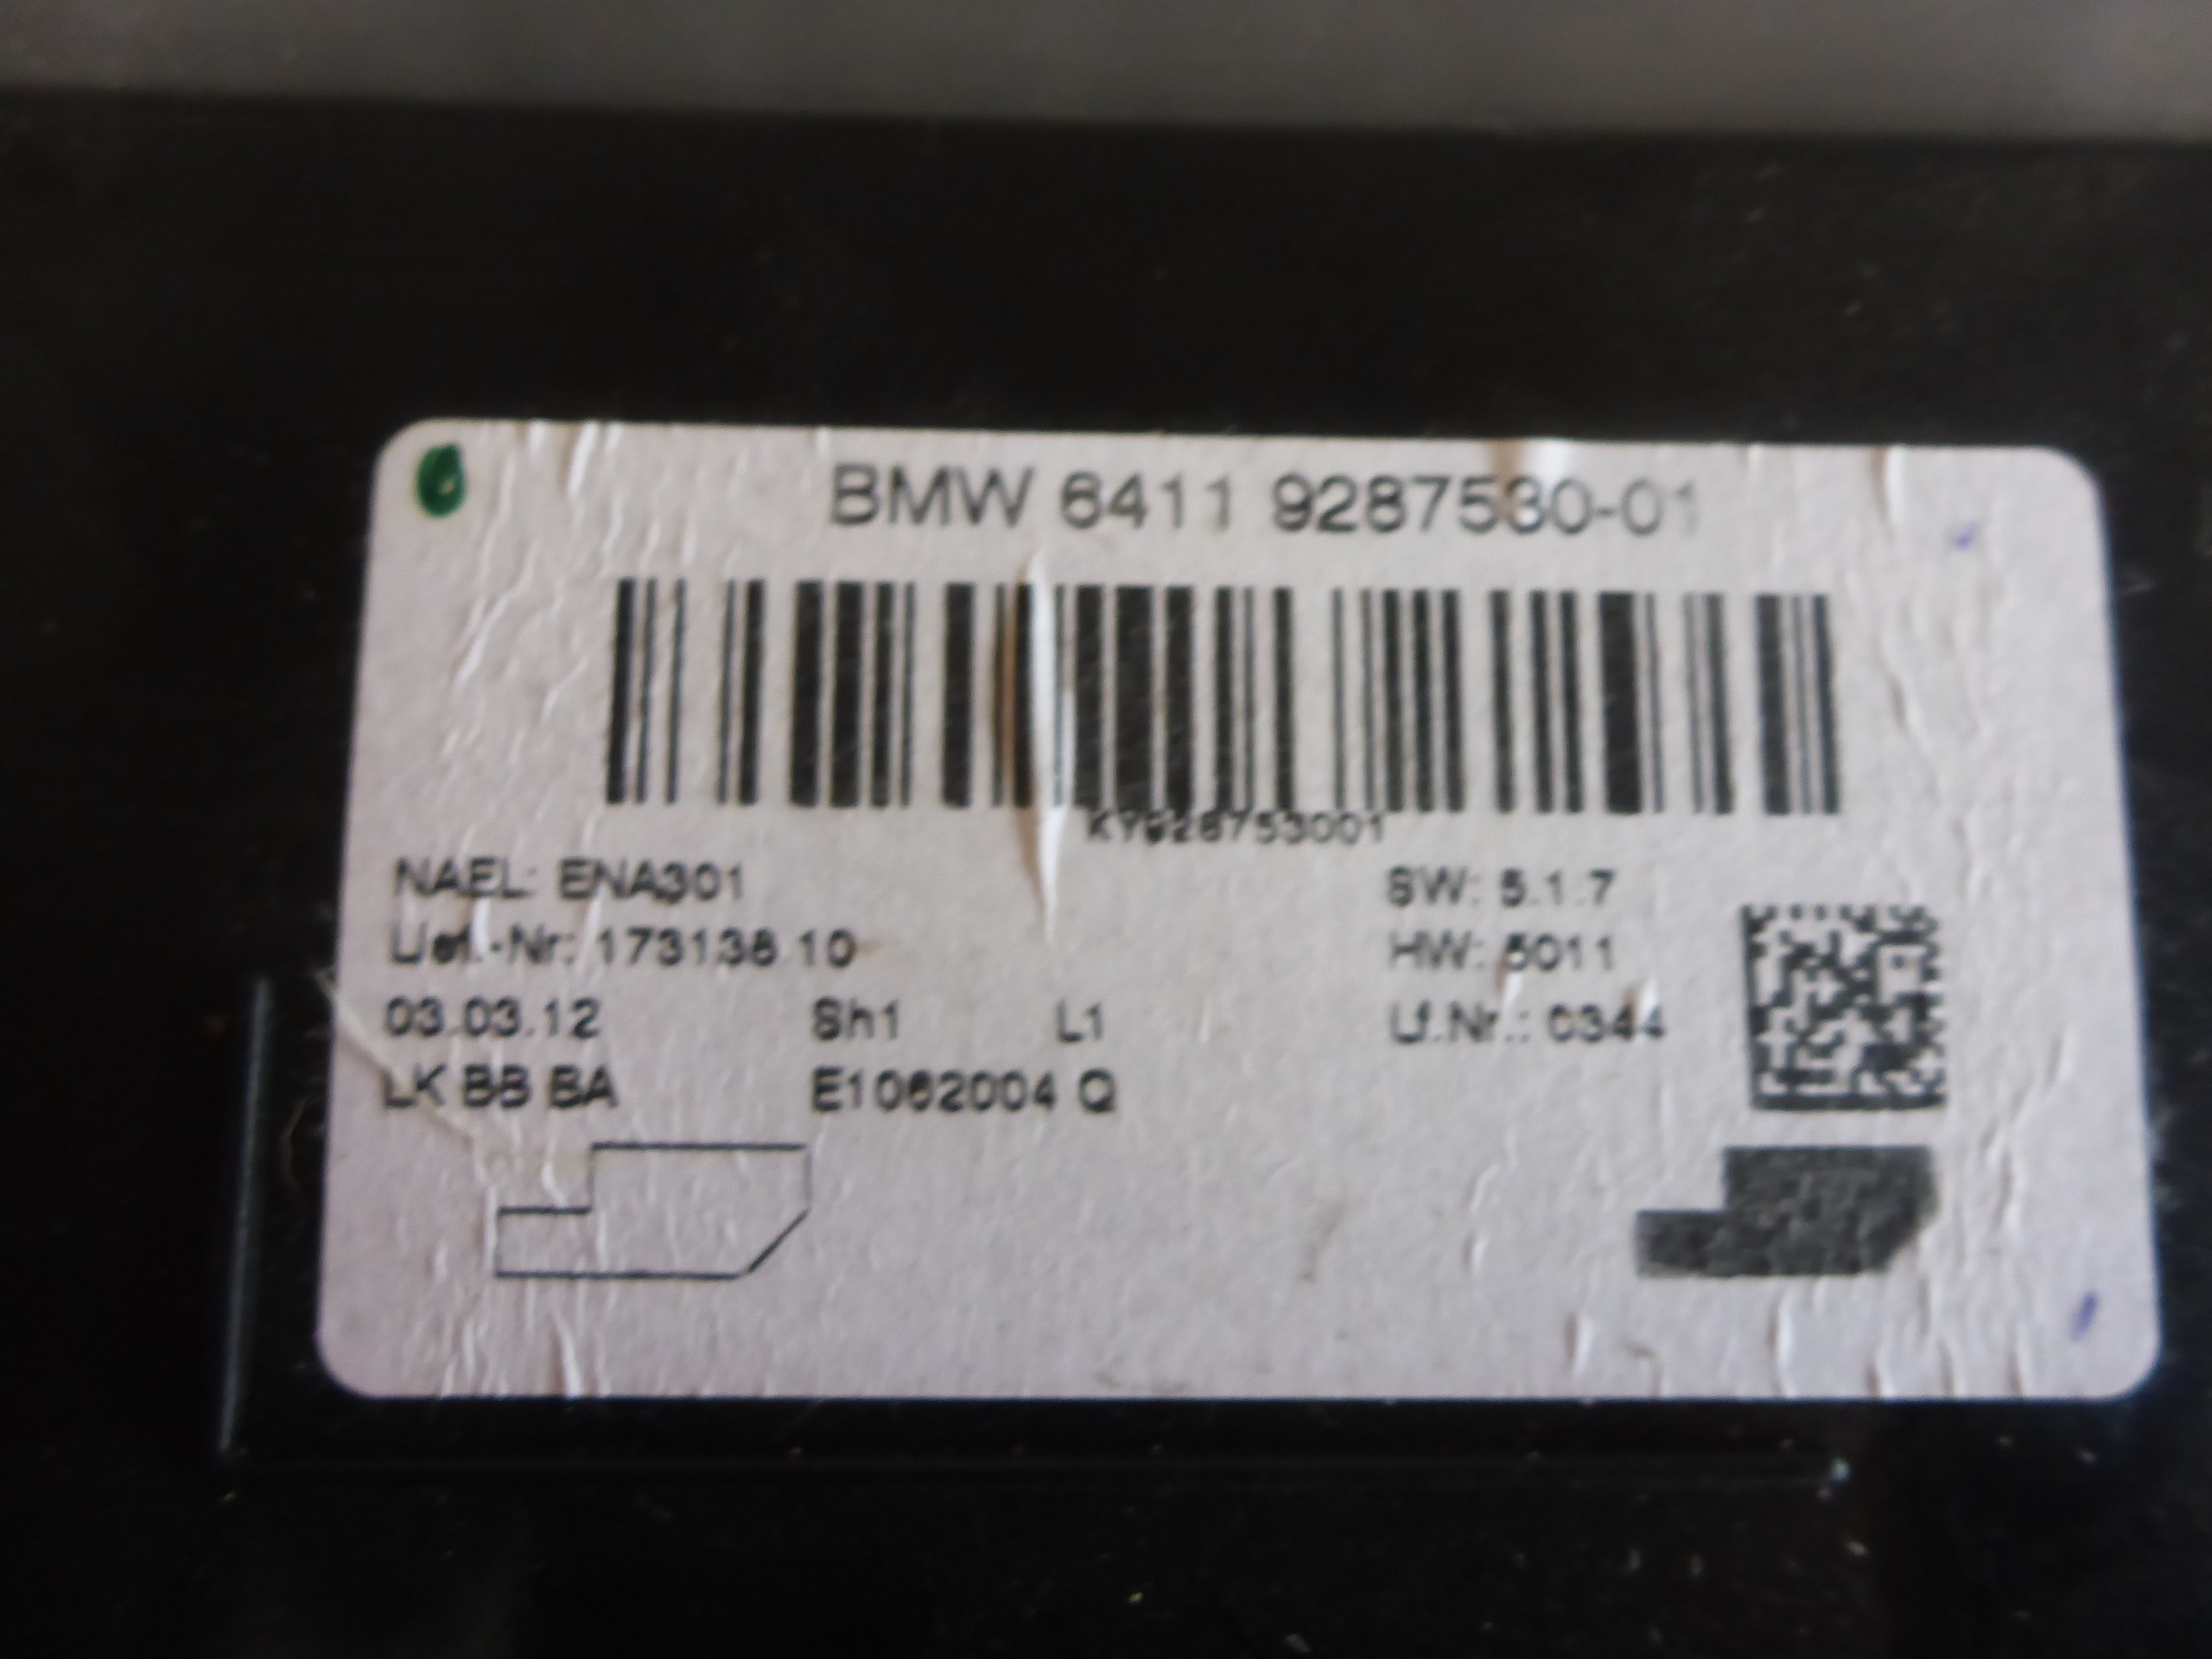 BMW 6411 9287530-01
K7928753001
NAEL: ENA301 SW: 5.1.7
Lief.-Nr: 173138 10 HW: 5011
03.03.12 Sh1 L1 Lf.Nr.: 0344
LK BB BA E1062004 Q